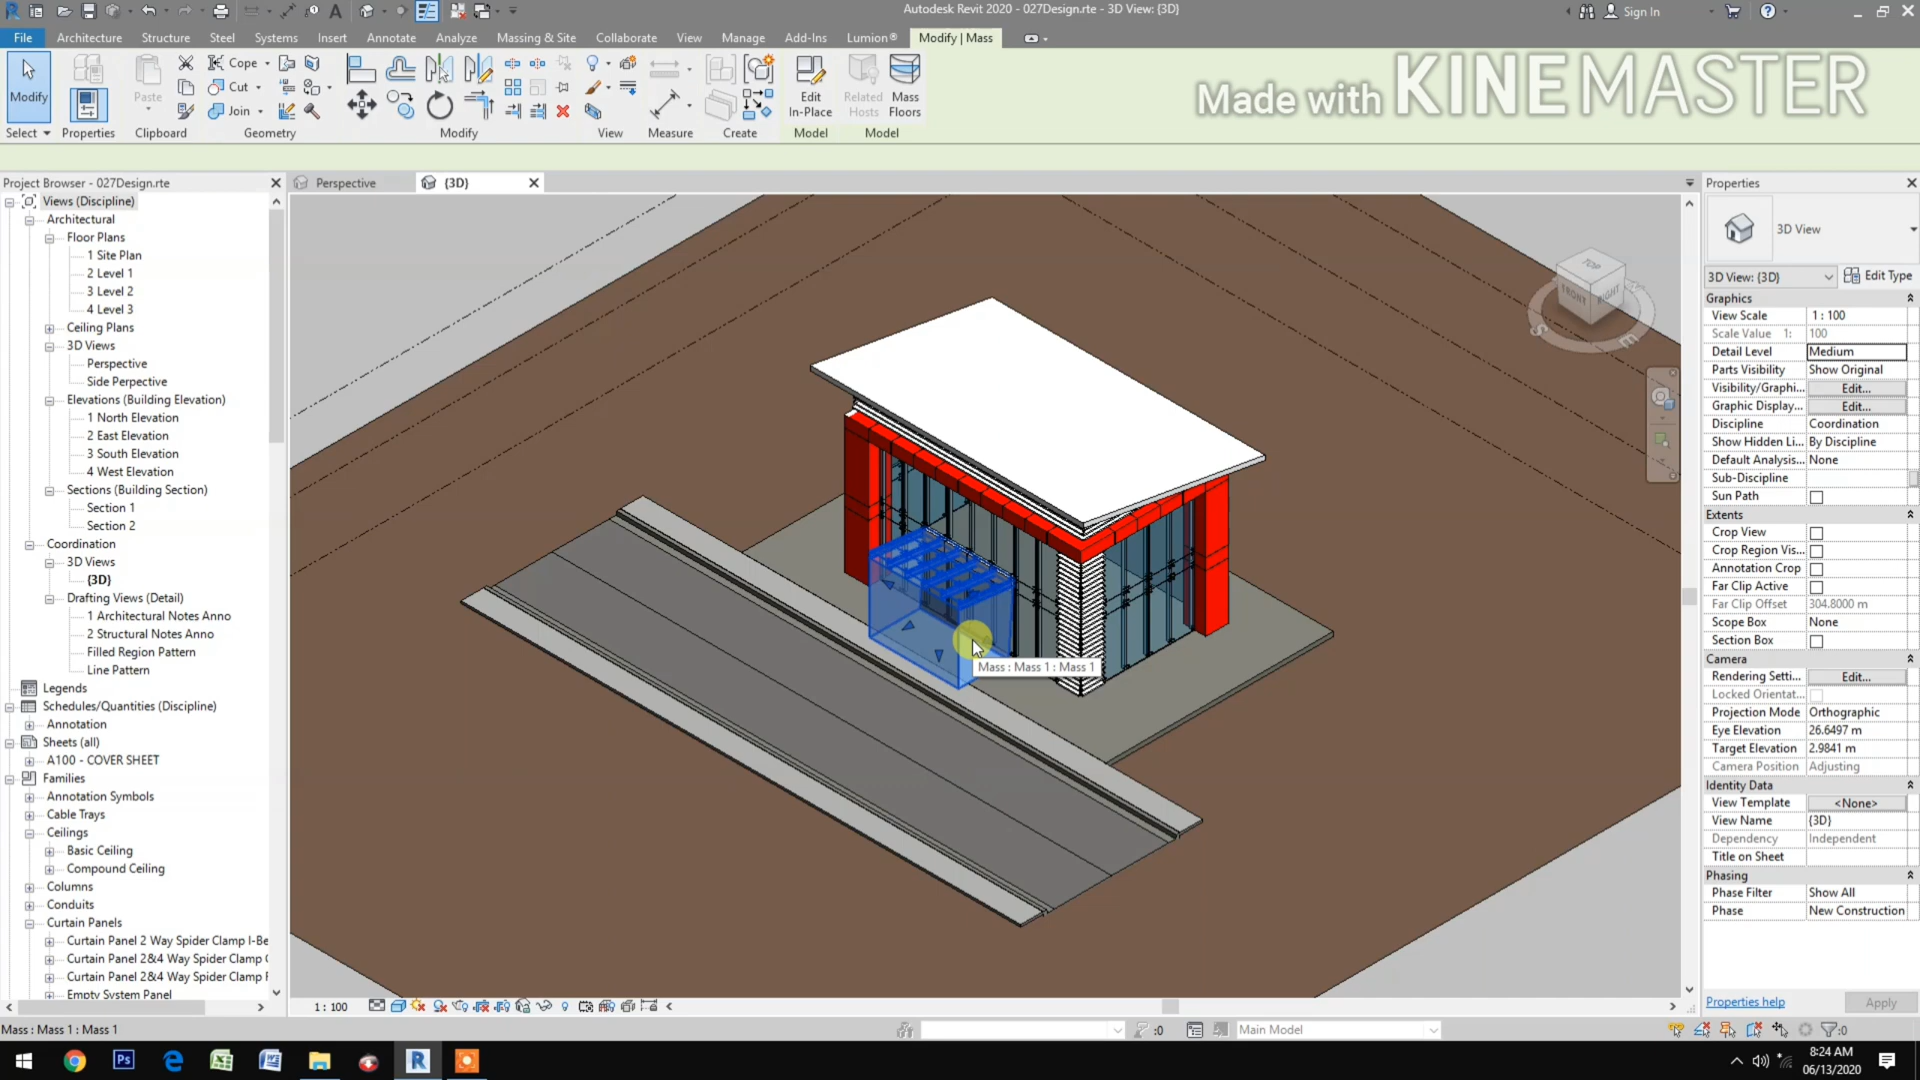 Autodesk Revit 2020 - 027Design.rte - 3D View: {3D}
Sign In
File Architecture Structure Steel Systems Insert Annotate Analyze Massing & Site Collaborate View Manage Add-Ins Lumion® Modify | Mass
Made with KINEMASTER
Modify
Paste
Cope
Cut
Join
Edit
In-Place
Related
Hosts
Mass
Floors
Select Properties Clipboard Geometry Modify View Measure Create Model Model
Project Browser - 027Design.rte
Views (Discipline)
Architectural
Floor Plans
1 Site Plan
2 Level 1
3 Level 2
4 Level 3
Ceiling Plans
3D Views
Perspective
Side Perpective
Elevations (Building Elevation)
1 North Elevation
2 East Elevation
3 South Elevation
4 West Elevation
Sections (Building Section)
Section 1
Section 2
Coordination
3D Views
{3D}
Drafting Views (Detail)
1 Architectural Notes Anno
2 Structural Notes Anno
Filled Region Pattern
Line Pattern
Legends
Schedules/Quantities (Discipline)
Annotation
Sheets (all)
A100 - COVER SHEET
Families
Annotation Symbols
Cable Trays
Ceilings
Basic Ceiling
Compound Ceiling
Columns
Conduits
Curtain Panels
Curtain Panel 2 Way Spider Clamp I-Be
Curtain Panel 2&4 Way Spider Clamp C
Curtain Panel 2&4 Way Spider Clamp F
Empty System Panel
Perspective
{3D}
TOP
FRONT
RIGHT
S
E
Mass : Mass 1 : Mass 1
Properties
3D View
3D View: {3D} Edit Type
Graphics
View Scale 1 : 100
Scale Value 1: 100
Detail Level Medium
Parts Visibility Show Original
Visibility/Graphi... Edit...
Graphic Display... Edit...
Discipline Coordination
Show Hidden Li... By Discipline
Default Analysis... None
Sub-Discipline
Sun Path
Extents
Crop View
Crop Region Vis...
Annotation Crop
Far Clip Active
Far Clip Offset 304.8000 m
Scope Box None
Section Box
Camera
Rendering Setti... Edit...
Locked Orientat...
Projection Mode Orthographic
Eye Elevation 26.6497 m
Target Elevation 2.9841 m
Camera Position Adjusting
Identity Data
View Template <None>
View Name {3D}
Dependency Independent
Title on Sheet
Phasing
Phase Filter Show All
Phase New Construction
Properties help Apply
1 : 100
Mass : Mass 1 : Mass 1
:0
Main Model
:0
8:24 AM
06/13/2020